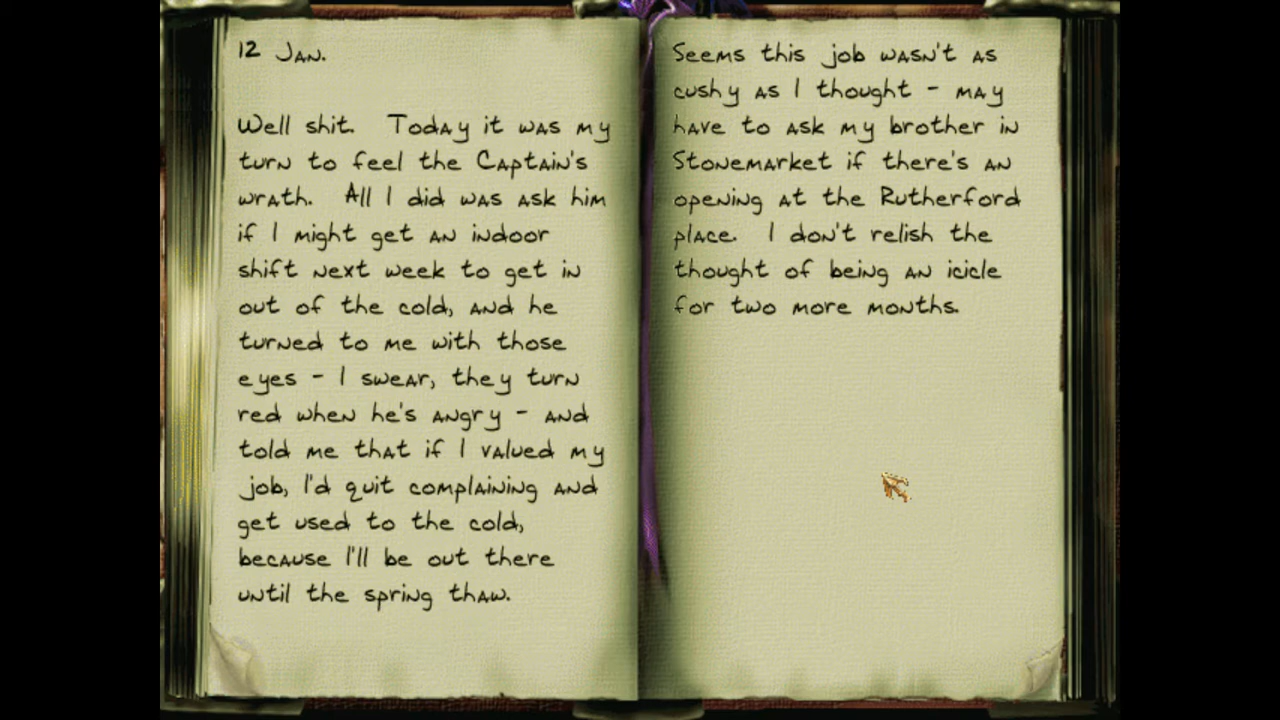 12 Jan.
Well shit. Today it was my
turn to feel the Captain's
wrath. All I did was ask him
if I might get an indoor
shift next week to get in
out of the cold, and he
turned to me with those
eyes - I swear, they turn
red when he's angry - and
told me that if I valued my
job, I'd quit complaining and
get used to the cold,
because I'll be out there
until the spring thaw.
Seems this job wasn't as
cushy as I thought - may
have to ask my brother in
Stonemarket if there's an
opening at the Rutherford
place. I don't relish the
thought of being an icicle
for two more months.